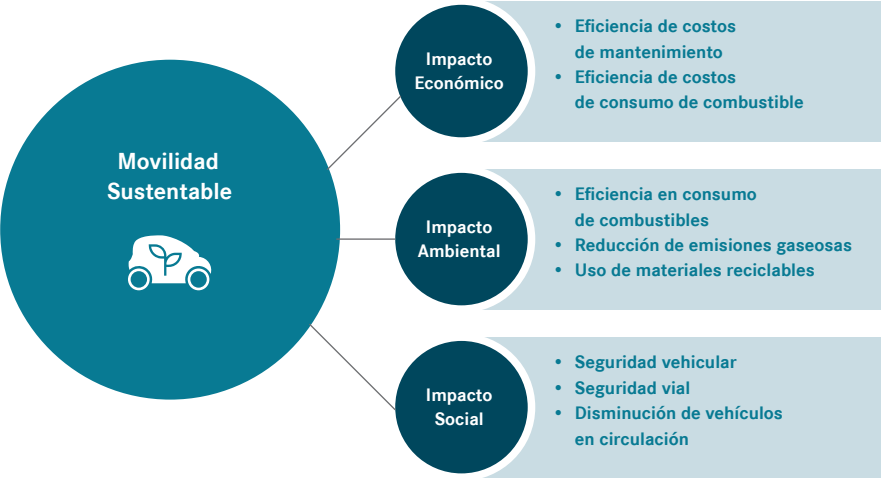 Movilidad
Sustentable
Impacto
Económico
• Eficiencia de costos
de mantenimiento
• Eficiencia de costos
de consumo de combustible
Impacto
Ambiental
• Eficiencia en consumo
de combustibles
• Reducción de emisiones gaseosas
• Uso de materiales reciclables
Impacto
Social
• Seguridad vehicular
• Seguridad vial
• Disminución de vehículos
en circulación